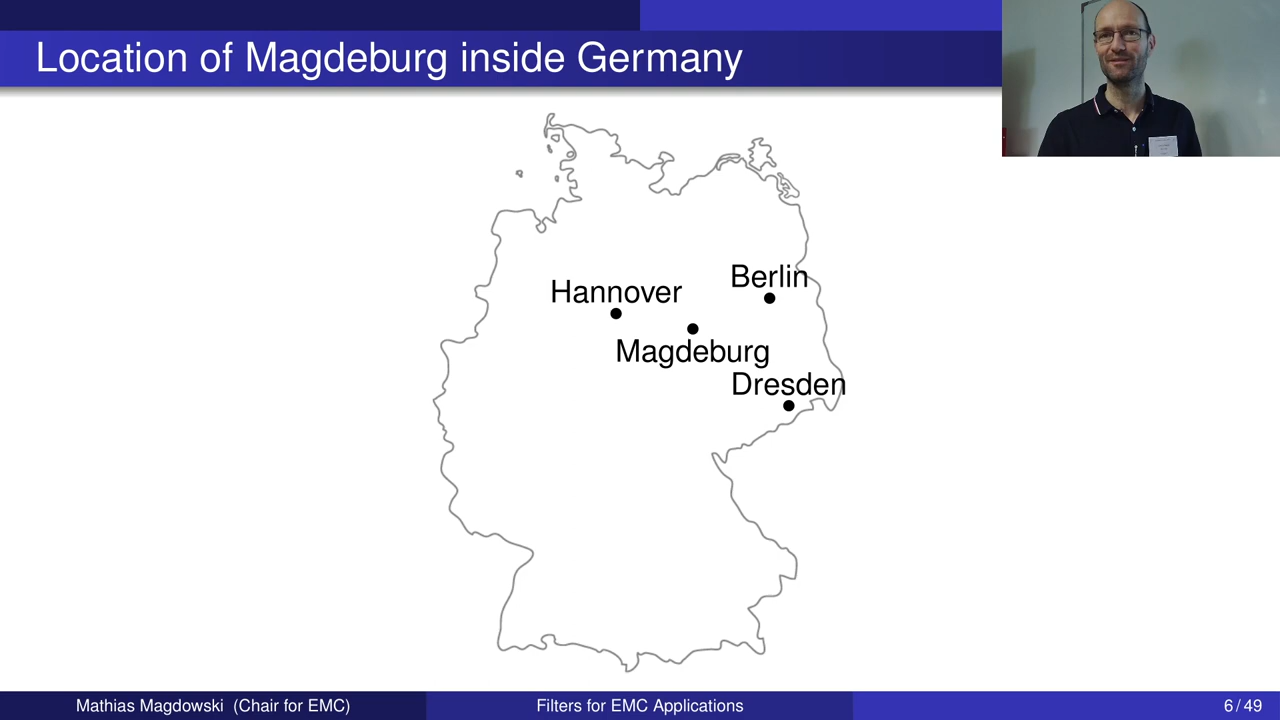 Location of Magdeburg inside Germany
Berlin
Hannover
Magdeburg
Dresden
Mathias Magdowski (Chair for EMC)
Filters for EMC Applications
6 / 49